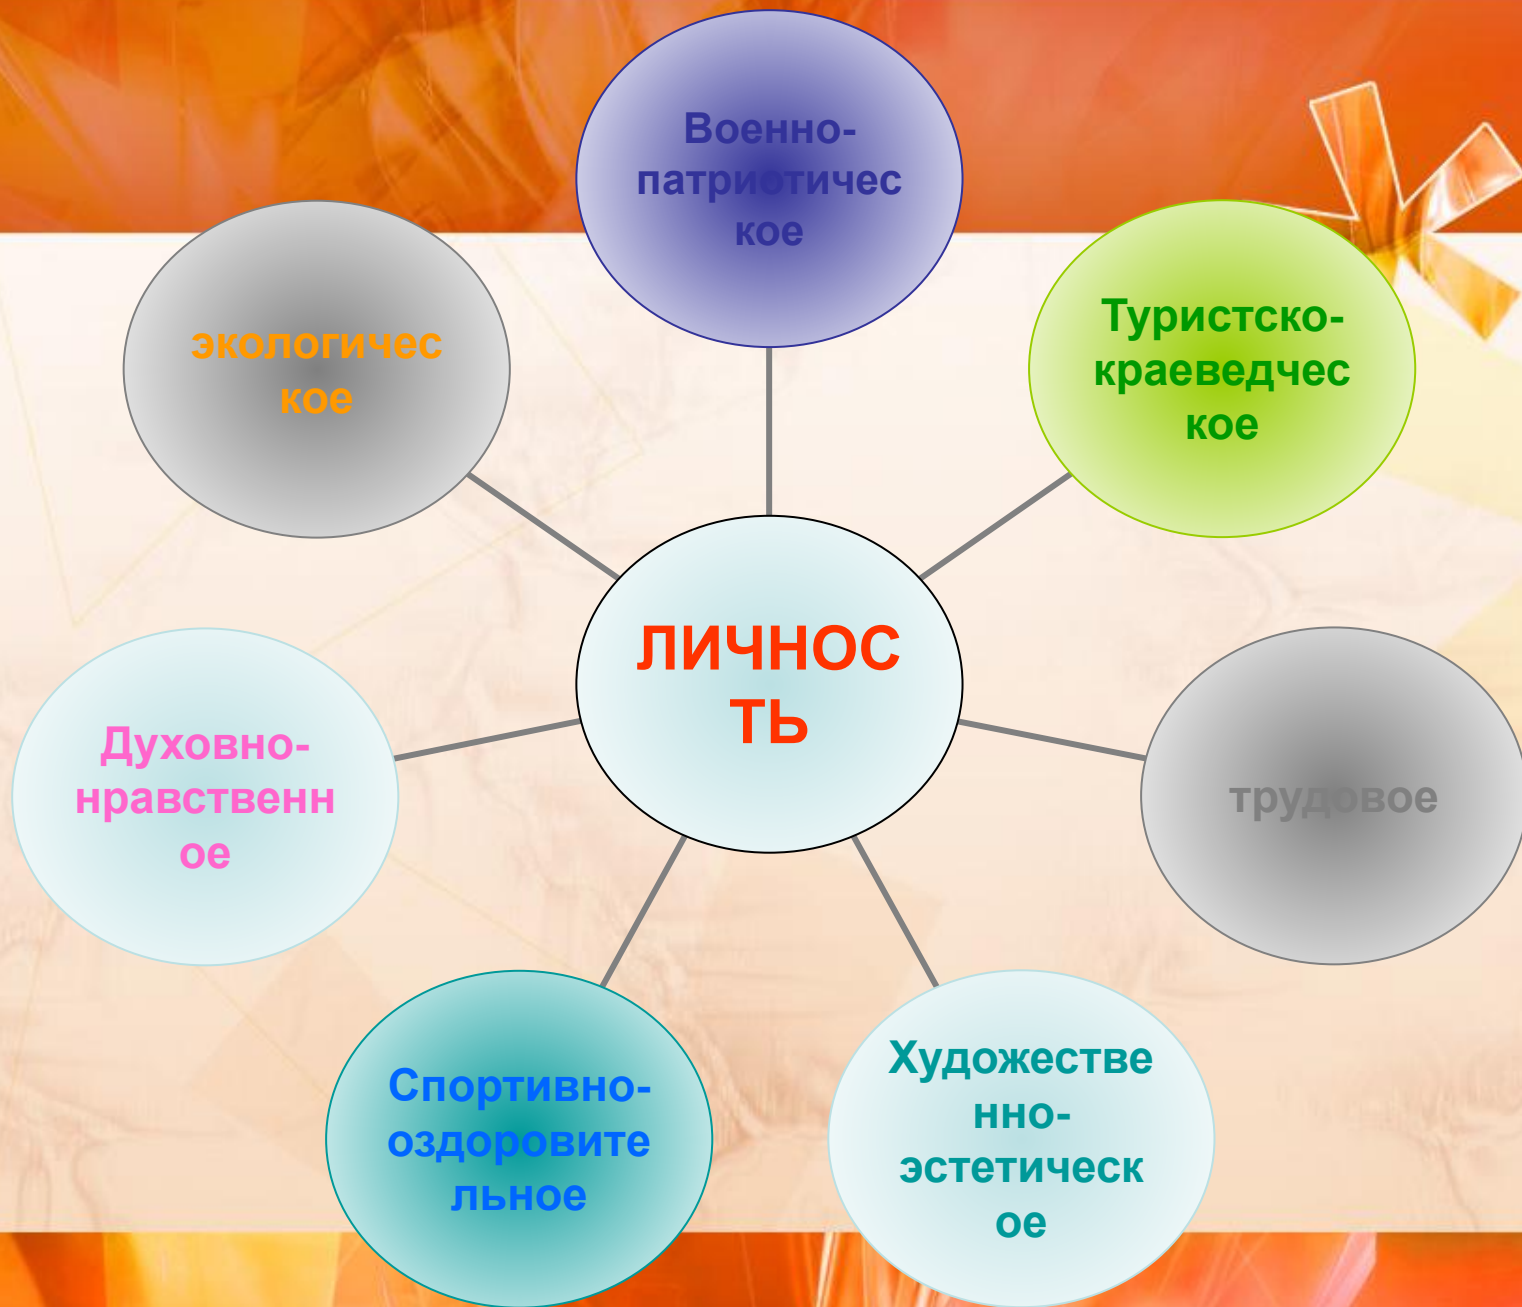 Военно-
патриотичес
кое
Туристско-
краеведчес
кое
экологичес
кое
ЛИЧНОС
ТЬ
трудовое
Духовно-
нравственн
ое
Спортивно-
оздоровите
льное
Художестве
нно-
эстетическ
ое